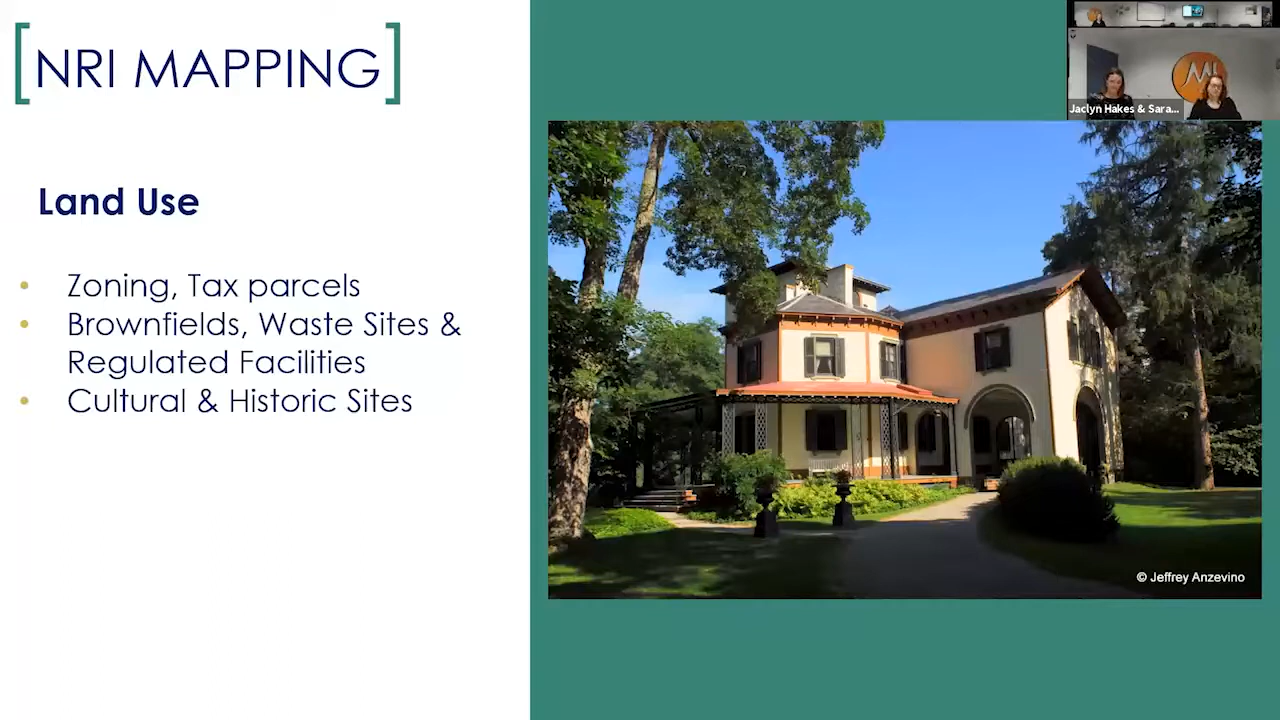 [NRI MAPPING]
Land Use
• Zoning, Tax parcels
• Brownfields, Waste Sites &
Regulated Facilities
• Cultural & Historic Sites
Jaclyn Hakes & Sara...
© Jeffrey Anzevino